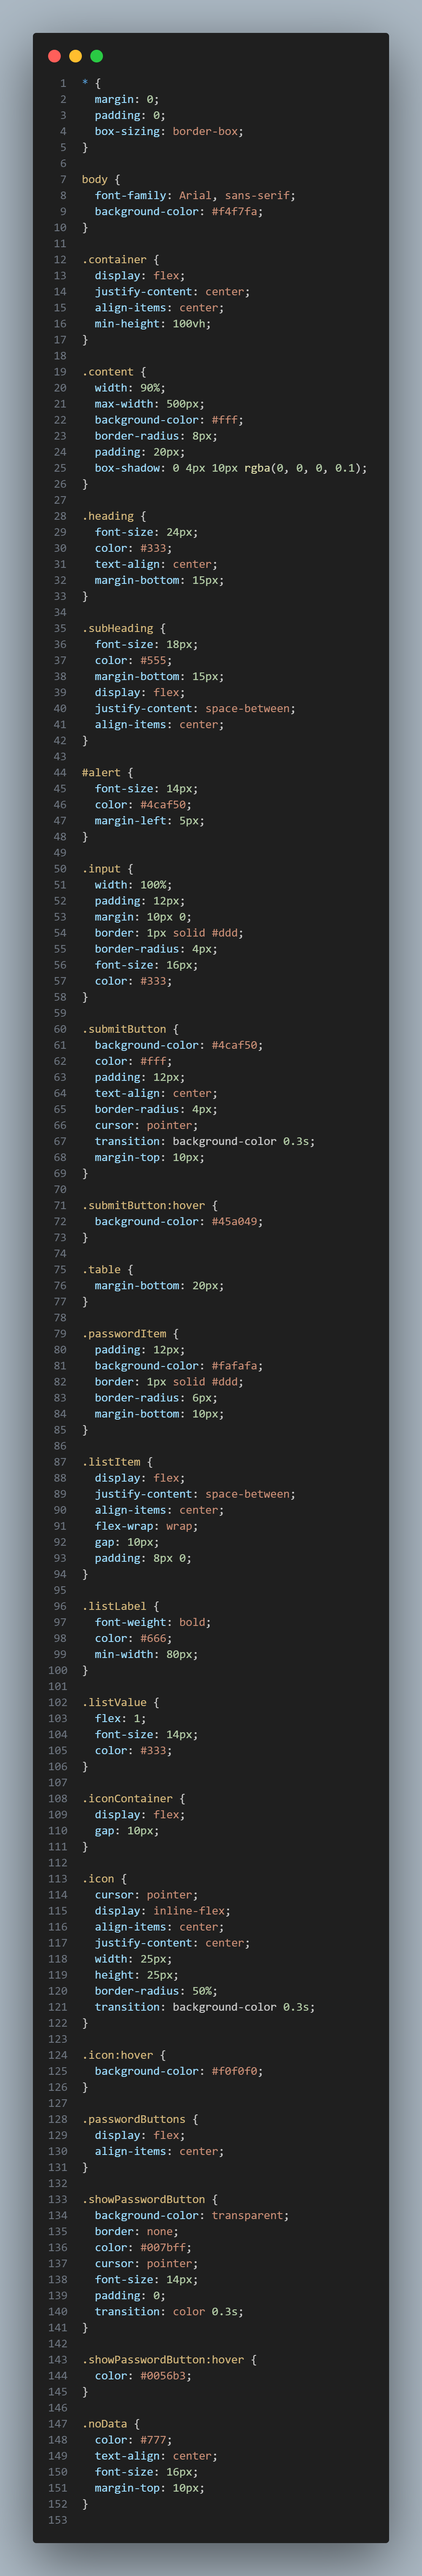 1 * {
2   margin: 0;
3   padding: 0;
4   box-sizing: border-box;
5 }
6
7 body {
8   font-family: Arial, sans-serif;
9   background-color: #f4f7fa;
10 }
11
12 .container {
13   display: flex;
14   justify-content: center;
15   align-items: center;
16   min-height: 100vh;
17 }
18
19 .content {
20   width: 90%;
21   max-width: 500px;
22   background-color: #fff;
23   border-radius: 8px;
24   padding: 20px;
25   box-shadow: 0 4px 10px rgba(0, 0, 0, 0.1);
26 }
27
28 .heading {
29   font-size: 24px;
30   color: #333;
31   text-align: center;
32   margin-bottom: 15px;
33 }
34
35 .subHeading {
36   font-size: 18px;
37   color: #555;
38   margin-bottom: 15px;
39   display: flex;
40   justify-content: space-between;
41   align-items: center;
42 }
43
44 #alert {
45   font-size: 14px;
46   color: #4caf50;
47   margin-left: 5px;
48 }
49
50 .input {
51   width: 100%;
52   padding: 12px;
53   margin: 10px 0;
54   border: 1px solid #ddd;
55   border-radius: 4px;
56   font-size: 16px;
57   color: #333;
58 }
59
60 .submitButton {
61   background-color: #4caf50;
62   color: #fff;
63   padding: 12px;
64   text-align: center;
65   border-radius: 4px;
66   cursor: pointer;
67   transition: background-color 0.3s;
68   margin-top: 10px;
69 }
70
71 .submitButton:hover {
72   background-color: #45a049;
73 }
74
75 .table {
76   margin-bottom: 20px;
77 }
78
79 .passwordItem {
80   padding: 12px;
81   background-color: #fafafa;
82   border: 1px solid #ddd;
83   border-radius: 6px;
84   margin-bottom: 10px;
85 }
86
87 .listItem {
88   display: flex;
89   justify-content: space-between;
90   align-items: center;
91   flex-wrap: wrap;
92   gap: 10px;
93   padding: 8px 0;
94 }
95
96 .listLabel {
97   font-weight: bold;
98   color: #666;
99   min-width: 80px;
100 }
101
102 .listValue {
103   flex: 1;
104   font-size: 14px;
105   color: #333;
106 }
107
108 .iconContainer {
109   display: flex;
110   gap: 10px;
111 }
112
113 .icon {
114   cursor: pointer;
115   display: inline-flex;
116   align-items: center;
117   justify-content: center;
118   width: 25px;
119   height: 25px;
120   border-radius: 50%;
121   transition: background-color 0.3s;
122 }
123
124 .icon:hover {
125   background-color: #f0f0f0;
126 }
127
128 .passwordButtons {
129   display: flex;
130   align-items: center;
131 }
132
133 .showPasswordButton {
134   background-color: transparent;
135   border: none;
136   color: #007bff;
137   cursor: pointer;
138   font-size: 14px;
139   padding: 0;
140   transition: color 0.3s;
141 }
142
143 .showPasswordButton:hover {
144   color: #0056b3;
145 }
146
147 .noData {
148   color: #777;
149   text-align: center;
150   font-size: 16px;
151   margin-top: 10px;
152 }
153